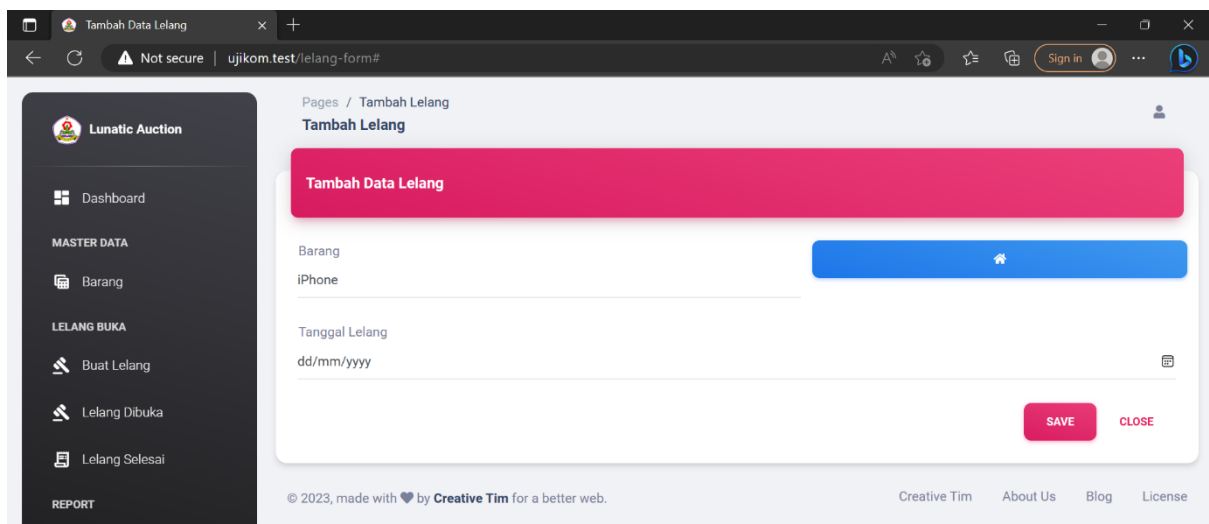 Tambah Data Lelang
Not secure | ujikom.test/lelang-form#
Sign in
Lunatic Auction
Dashboard
MASTER DATA
Barang
LELANG BUKA
Buat Lelang
Lelang Dibuka
Lelang Selesai
REPORT
Pages / Tambah Lelang
Tambah Lelang
Tambah Data Lelang
Barang
iPhone
Tanggal Lelang
dd/mm/yyyy
SAVE CLOSE
© 2023, made with ♥ by Creative Tim for a better web.
Creative Tim About Us Blog License